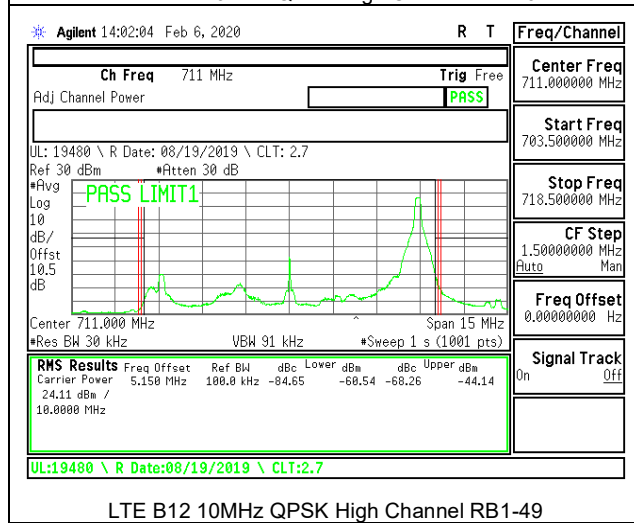 Agilent 14:02:04 Feb 6, 2020 R T
Freq/Channel
Ch Freq 711 MHz Trig Free
Adj Channel Power PASS
Center Freq
711.000000 MHz
Start Freq
703.500000 MHz
Stop Freq
718.500000 MHz
CF Step
1.50000000 MHz
Auto Man
Freq Offset
0.00000000 Hz
Signal Track
On Off
UL: 19480 \ R Date: 08/19/2019 \ CLT: 2.7
Ref 30 dBm #Atten 30 dB
#Avg
Log
10
dB/
Offst
10.5
dB
PASS LIMIT1
Center 711.000 MHz Span 15 MHz
#Res BW 30 kHz VBW 91 kHz #Sweep 1 s (1001 pts)
RMS Results Freq Offset Ref BW dBc Lower dBm dBc Upper dBm
Carrier Power 5.150 MHz 100.0 kHz -84.65 -60.54 -68.26 -44.14
24.11 dBm /
10.0000 MHz
UL:19480 \ R Date:08/19/2019 \ CLT:2.7
LTE B12 10MHz QPSK High Channel RB1-49